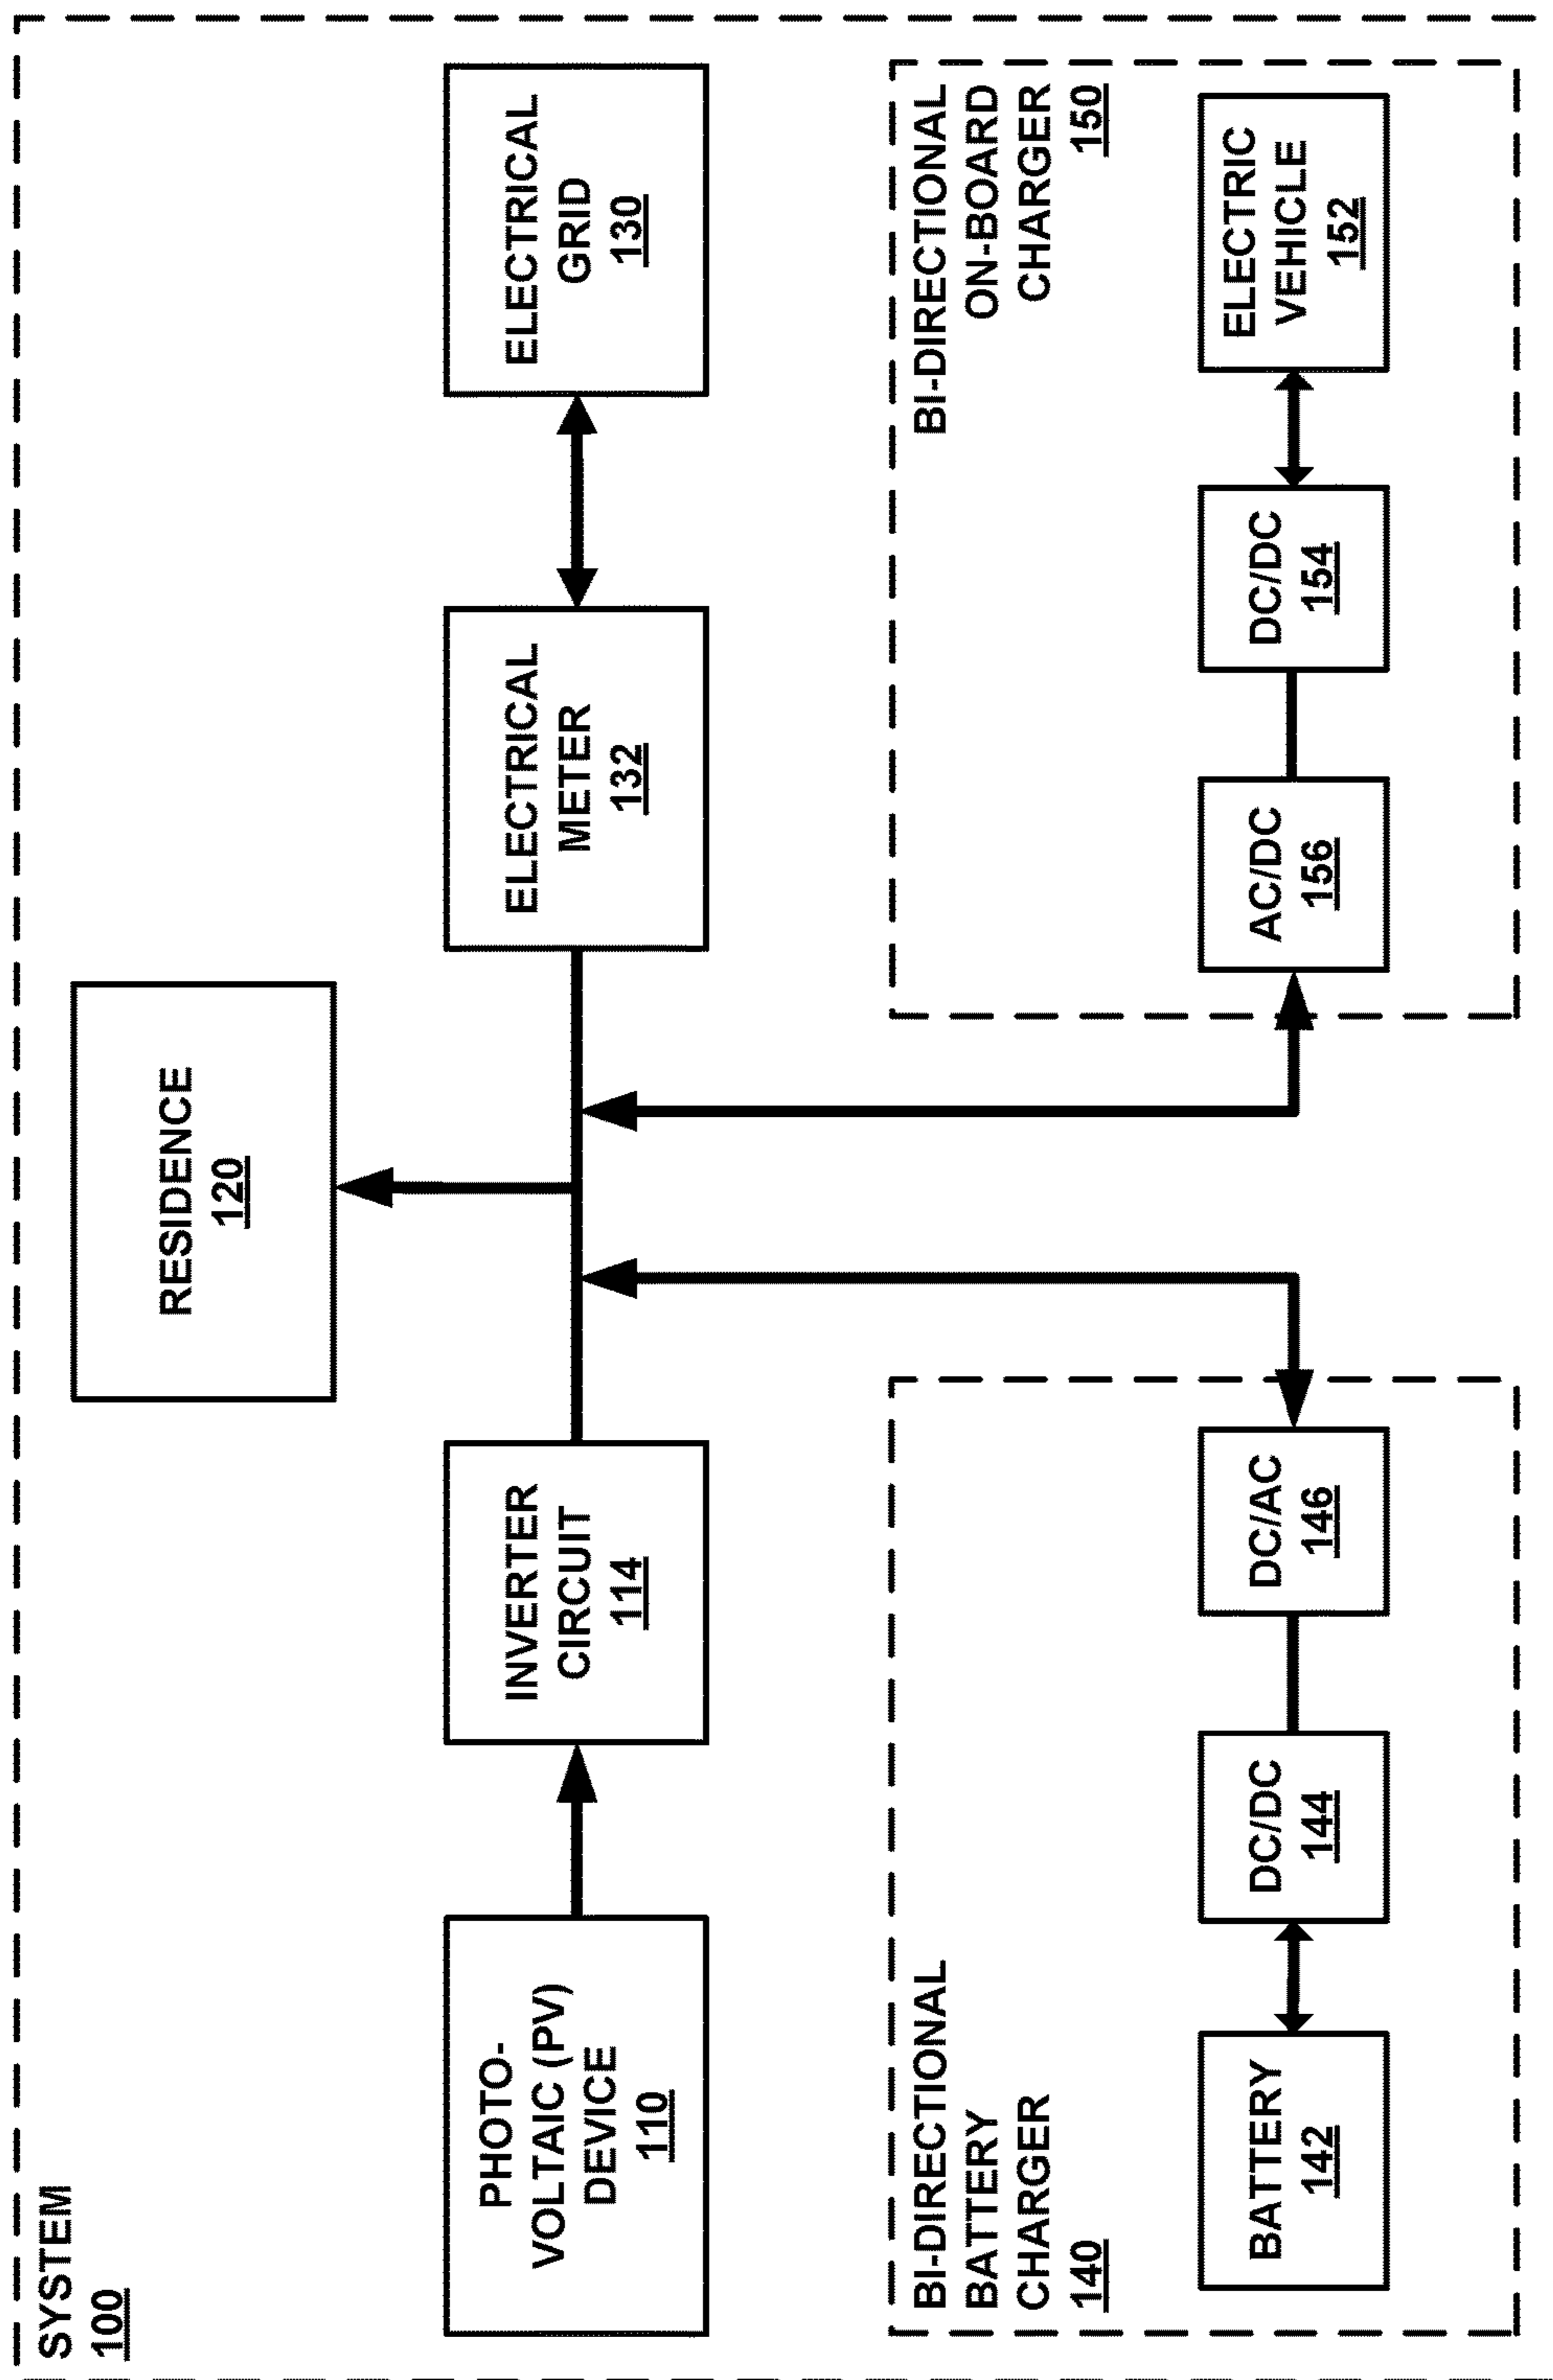 SYSTEM
100
RESIDENCE
120
PHOTO-
VOLTAIC (PV)
DEVICE
110
INVERTER
CIRCUIT
114
ELECTRICAL
METER
132
ELECTRICAL
GRID
130
BI-DIRECTIONAL
BATTERY
CHARGER
140
BATTERY
142
DC/DC
144
DC/AC
146
BI-DIRECTIONAL
ON-BOARD
CHARGER
150
AC/DC
156
DC/DC
154
ELECTRIC
VEHICLE
152